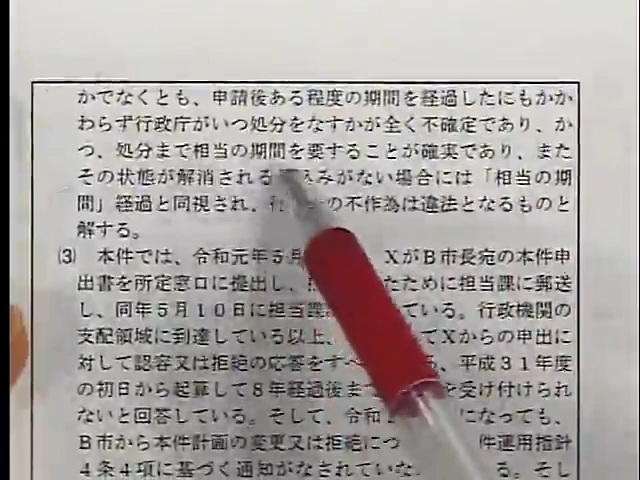 かでなくとも、申請後ある程度の期間を経過したにもかか
わらず行政庁がいつ処分をなすかが全く不確定であり、か
つ、処分まで相当の期間を要することが確実であり、また
その状態が解消される 込みがない場合には「相当の期
間」経過と同視され、 の不作為は違法となるものと
解する。
⑶ 本件では、令和元年5月 XがB市長宛の本件申
出書を所定窓口に提出し、 たために担当課に郵送
し、同年5月10日に担当課 ている。行政機関の
支配領域に到達している以上、 てXからの申出に
対して認容又は拒絶の応答をすべ 、平成31年度
の初日から起算して8年経過後まで を受け付けられ
ないと回答している。そして、令和 になっても、
B市から本件計画の変更又は拒絶につ 件運用指針
4条4項に基づく通知がなされていな る。そし